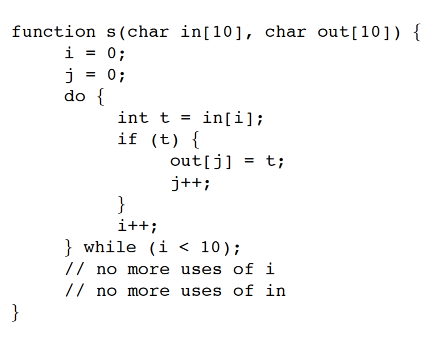 function s(char in[10], char out[10]) {
i = 0;
j = 0;
do {
int t = in[i];
if (t) {
out[j] = t;
j++;
}
i++;
} while (i < 10);
// no more uses of i
// no more uses of in
}